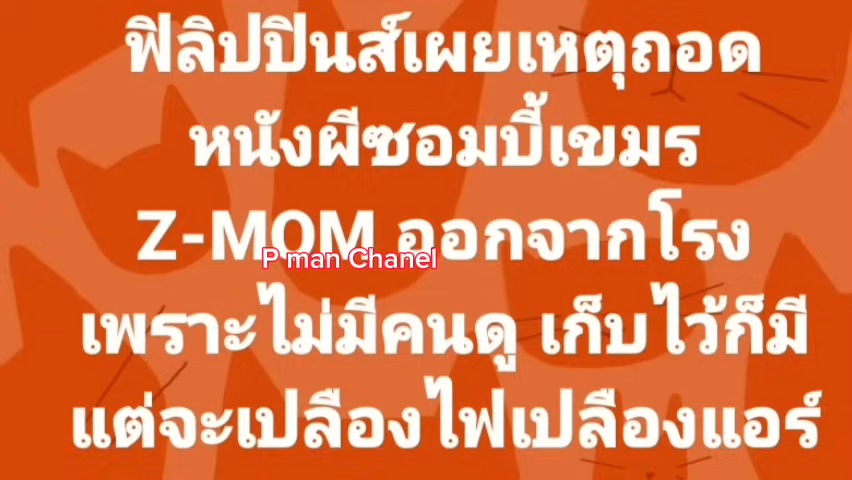 ฟิลิปปินส์เผยเหตุถอด
หนังผีซอมบี้เขมร
Z-MOM ออกจากโรง
P man Chanel
เพราะไม่มีคนดู เก็บไว้ก็มี
แต่จะเปลืองไฟเปลืองแอร์